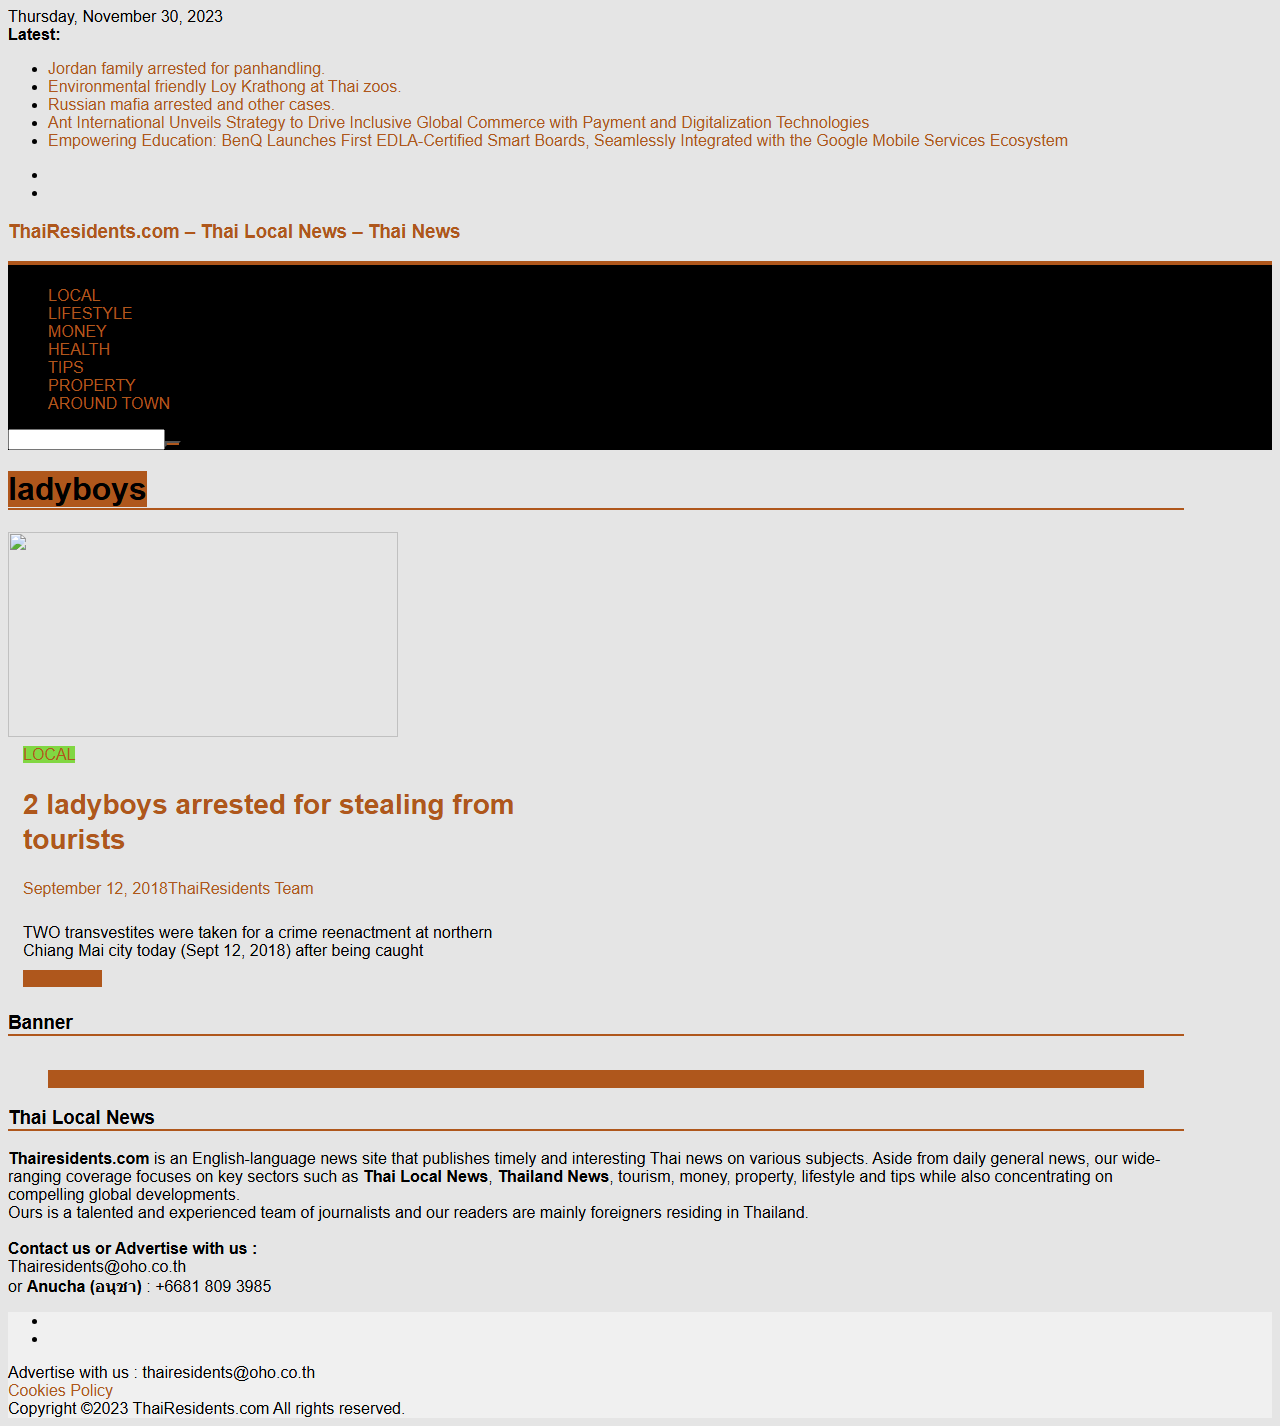 Thursday, November 30, 2023
Latest:
Jordan family arrested for panhandling.
Environmental friendly Loy Krathong at Thai zoos.
Russian mafia arrested and other cases.
Ant International Unveils Strategy to Drive Inclusive Global Commerce with Payment and Digitalization Technologies
Empowering Education: BenQ Launches First EDLA-Certified Smart Boards, Seamlessly Integrated with the Google Mobile Services Ecosystem
ThaiResidents.com – Thai Local News – Thai News
LOCAL
LIFESTYLE
MONEY
HEALTH
TIPS
PROPERTY
AROUND TOWN
ladyboys
LOCAL
2 ladyboys arrested for stealing from
tourists
September 12, 2018ThaiResidents Team
TWO transvestites were taken for a crime reenactment at northern
Chiang Mai city today (Sept 12, 2018) after being caught
Banner
Thai Local News
Thairesidents.com is an English-language news site that publishes timely and interesting Thai news on various subjects. Aside from daily general news, our wide-
ranging coverage focuses on key sectors such as Thai Local News, Thailand News, tourism, money, property, lifestyle and tips while also concentrating on
compelling global developments.
Ours is a talented and experienced team of journalists and our readers are mainly foreigners residing in Thailand.
Contact us or Advertise with us :
Thairesidents@oho.co.th
or Anucha (อนุชา) : +6681 809 3985
Advertise with us : thairesidents@oho.co.th
Cookies Policy
Copyright ©2023 ThaiResidents.com All rights reserved.